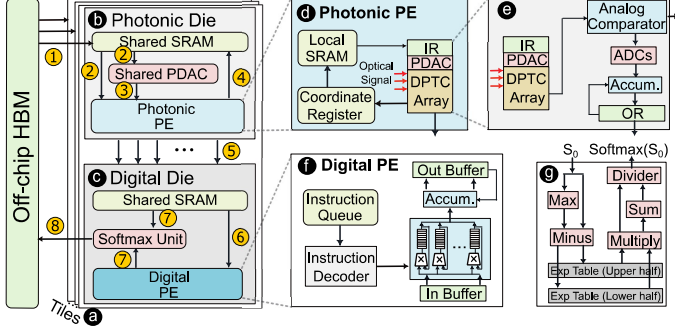 Off-chip HBM
1
8
Tiles a
b Photonic Die
Shared SRAM
2
2
Shared PDAC
3
4
Photonic
PE
...
5
c Digital Die
Shared SRAM
7
6
Softmax Unit
7
Digital
PE
d Photonic PE
Local
SRAM
IR
PDAC
Optical
Signal
DPTC
Array
Coordinate
Register
e
Analog
Comparator
IR
PDAC
DPTC
Array
ADCs
Accum.
OR
f Digital PE
Out Buffer
Instruction
Queue
Accum.
...
Instruction
Decoder
In Buffer
S0
Softmax(S0)
g
Divider
Max
Sum
Minus
Multiply
Exp Table (Upper half)
Exp Table (Lower half)